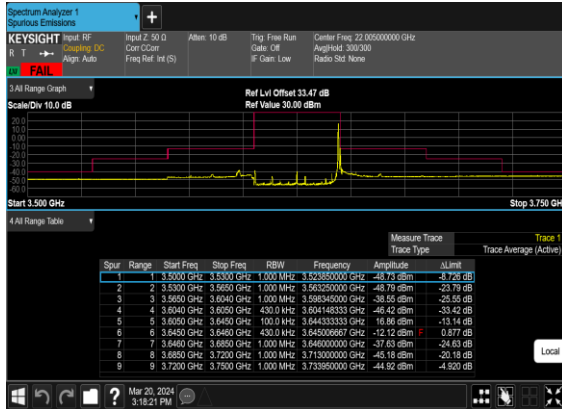 Spectrum Analyzer 1
Spurious Emissions
KEYSIGHT
Input: RF
Coupling: DC
Align: Auto
Input Z: 50 Ω
Corr CCorr
Freq Ref: Int (S)
Atten: 10 dB
Trig: Free Run
Gate: Off
IF Gain: Low
Center Freq: 22.005000000 GHz
Avg|Hold: 300/300
Radio Std: None
R T
FAIL
3 All Range Graph
Ref Lvl Offset 33.47 dB
Scale/Div 10.0 dB
Ref Value 30.00 dBm
20.0
10.0
0.0
-10.0
-20.0
-30.0
-40.0
-50.0
-60.0
Start 3.500 GHz
Stop 3.750 GH
4 All Range Table
Measure Trace Trace 1
Trace Type Trace Average (Active)
Spur Range Start Freq Stop Freq RBW Frequency Amplitude ΔLimit
1 1 3.5000 GHz 3.5300 GHz 1.000 MHz 3.523850000 GHz -48.73 dBm -8.726 dB
2 2 3.5300 GHz 3.5650 GHz 1.000 MHz 3.563250000 GHz -48.79 dBm -23.79 dB
3 3 3.5650 GHz 3.6040 GHz 1.000 MHz 3.598345000 GHz -38.55 dBm -25.55 dB
4 4 3.6040 GHz 3.6050 GHz 430.0 kHz 3.604148333 GHz -46.42 dBm -33.42 dB
5 5 3.6050 GHz 3.6450 GHz 100.0 kHz 3.644333333 GHz 16.86 dBm -13.14 dB
6 6 3.6450 GHz 3.6460 GHz 430.0 kHz 3.645006667 GHz -12.12 dBm F 0.877 dB
7 7 3.6460 GHz 3.6850 GHz 1.000 MHz 3.646000000 GHz -37.63 dBm -24.63 dB
8 8 3.6850 GHz 3.7200 GHz 1.000 MHz 3.713000000 GHz -45.18 dBm -20.18 dB
9 9 3.7200 GHz 3.7500 GHz 1.000 MHz 3.733950000 GHz -44.92 dBm -4.920 dB
Local
Mar 20, 2024
3:18:21 PM